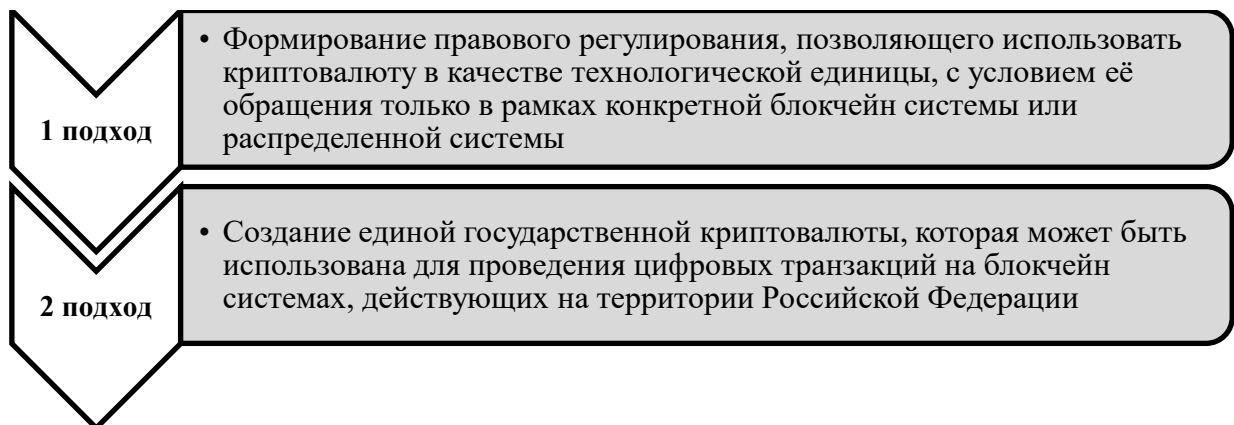 1 подход
• Формирование правового регулирования, позволяющего использовать
криптовалюту в качестве технологической единицы, с условием её
обращения только в рамках конкретной блокчейн системы или
распределенной системы
2 подход
• Создание единой государственной криптовалюты, которая может быть
использована для проведения цифровых транзакций на блокчейн
системах, действующих на территории Российской Федерации